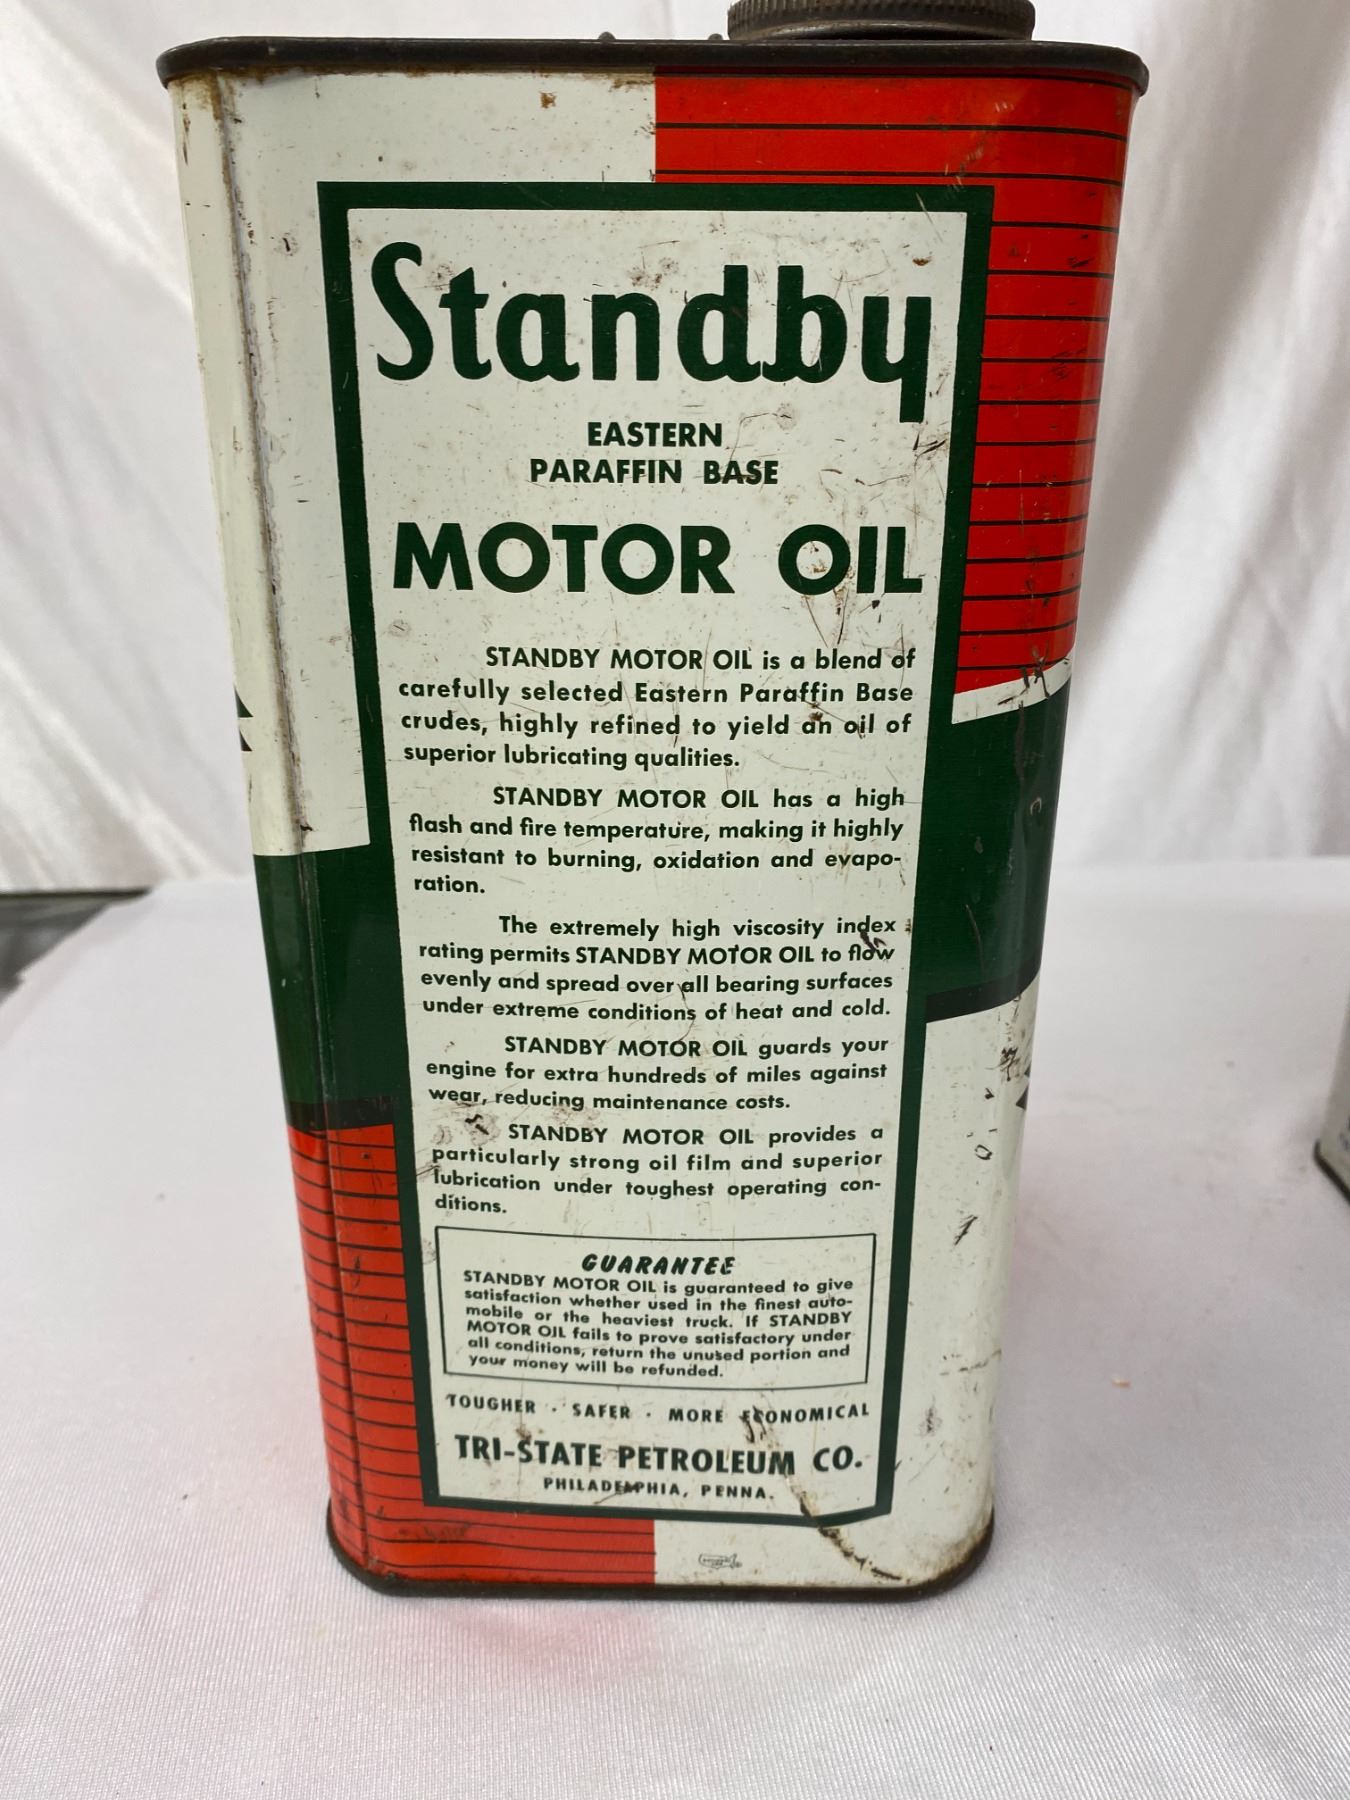 Standby
EASTERN
PARAFFIN BASE
MOTOR OIL
STANDBY MOTOR OIL is a blend of
carefully selected Eastern Paraffin Base
crudes, highly refined to yield an oil of
superior lubricating qualities.
STANDBY MOTOR OIL has a high
flash and fire temperature, making it highly
resistant to burning, oxidation and evapo-
ration.
The extremely high viscosity index
rating permits STANDBY MOTOR OIL to flow
evenly and spread over all bearing surfaces
under extreme conditions of heat and cold.
STANDBY MOTOR OIL guards your
engine for extra hundreds of miles against
wear, reducing maintenance costs.
STANDBY MOTOR OIL provides a
particularly strong oil film and superior
lubrication under toughest operating con-
ditions.
GUARANTEE
STANDBY MOTOR OIL is guaranteed to give
satisfaction whether used in the finest auto-
mobile or the heaviest truck. If STANDBY
MOTOR OIL fails to prove satisfactory under
all conditions, return the unused portion and
your money will be refunded.
TOUGHER · SAFER · MORE ECONOMICAL
TRI-STATE PETROLEUM CO.
PHILADELPHIA, PENNA.